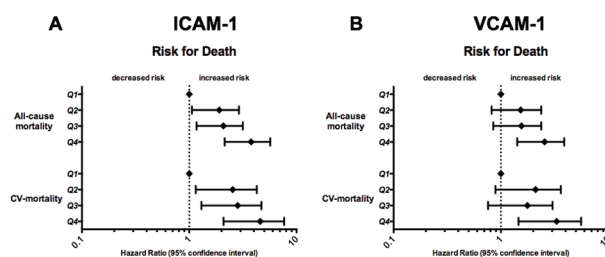 A
ICAM-1
Risk for Death
decreased risk
increased risk
All-cause mortality
Q1
Q2
Q3
Q4
CV-mortality
Q1
Q2
Q3
Q4
0.1
1
10
Hazard Ratio (95% confidence interval)
B
VCAM-1
Risk for Death
decreased risk
increased risk
All-cause mortality
Q1
Q2
Q3
Q4
CV-mortality
Q1
Q2
Q3
Q4
0.1
1
Hazard Ratio (95% confidence interval)